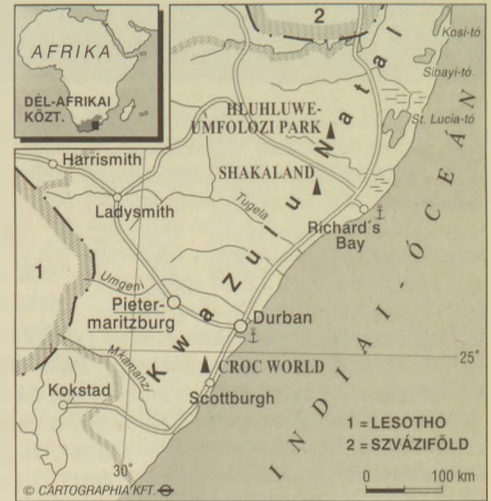 AFRIKA
DÉL-AFRIKAI
KÖZT.
2
Kosi-tó
Sibayi-tó
HLUHLUWE-
UMFOLOZI PARK
St. Lucia-tó
Harrismith
SHAKALAND
Ladysmith
Tugela
Richard´s
Bay
KwaZulu Natal
1
Umgeni
Pieter-
maritzburg
Durban
Mkamanzi
CROC WORLD
25°
Kokstad
Scottburgh
INDIAI-ÓCEÁN
1 = LESOTHO
2 = SZVÁZIFÖLD
30°
© CARTOGRAPHIA KFT.
0 100 km